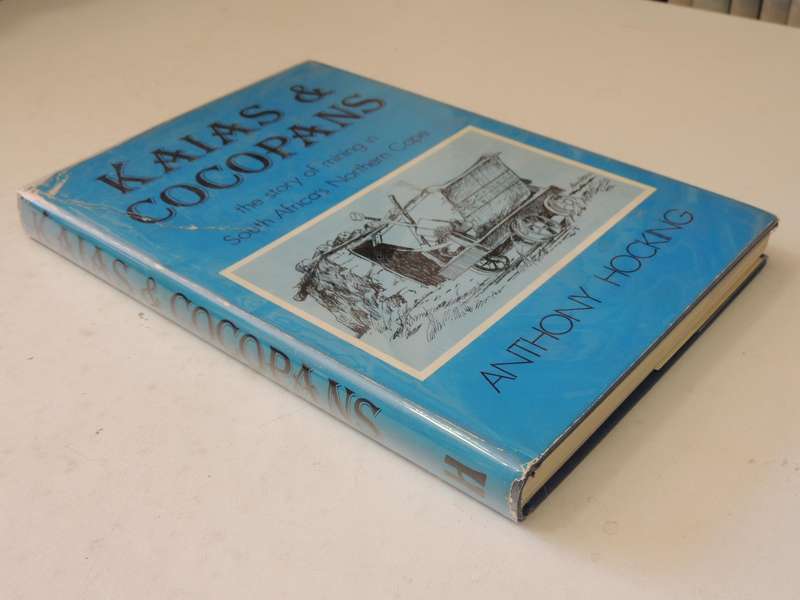 KAIAS &
COCOPANS
the story of mining in
South Africa's Northern Cape
ANTHONY HOCKING
KAIAS & COCOPANS
H